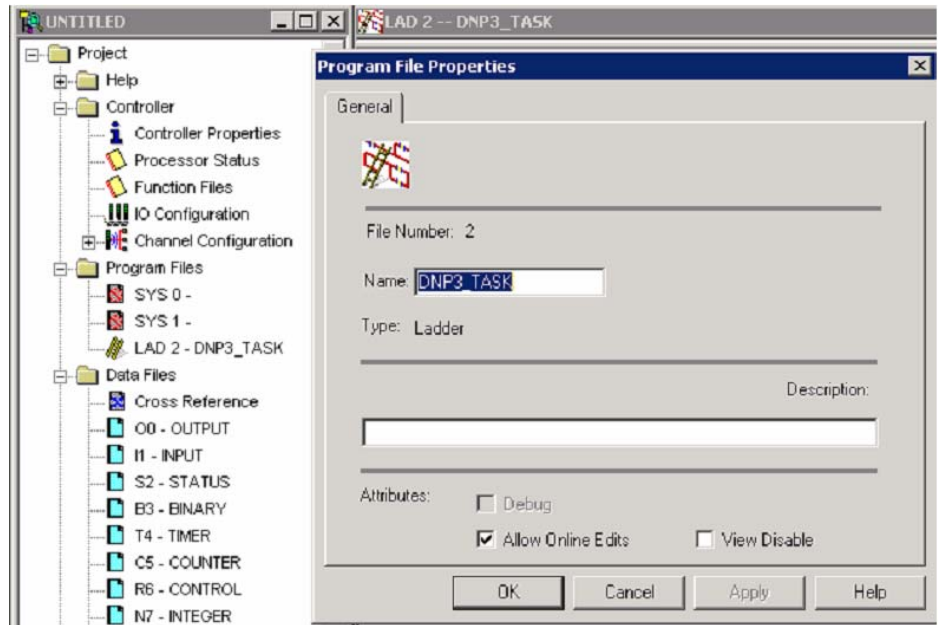 UNTITLED
Project
Help
Controller
Controller Properties
Processor Status
Function Files
IO Configuration
Channel Configuration
Program Files
SYS 0 -
SYS 1 -
LAD 2 - DNP3_TASK
Data Files
Cross Reference
O0 - OUTPUT
I1 - INPUT
S2 - STATUS
B3 - BINARY
T4 - TIMER
C5 - COUNTER
R6 - CONTROL
N7 - INTEGER
LAD 2 -- DNP3_TASK
Program File Properties
General
File Number: 2
Name: DNP3_TASK
Type: Ladder
Description:
Attributes:
Debug
Allow Online Edits
View Disable
OK
Cancel
Apply
Help